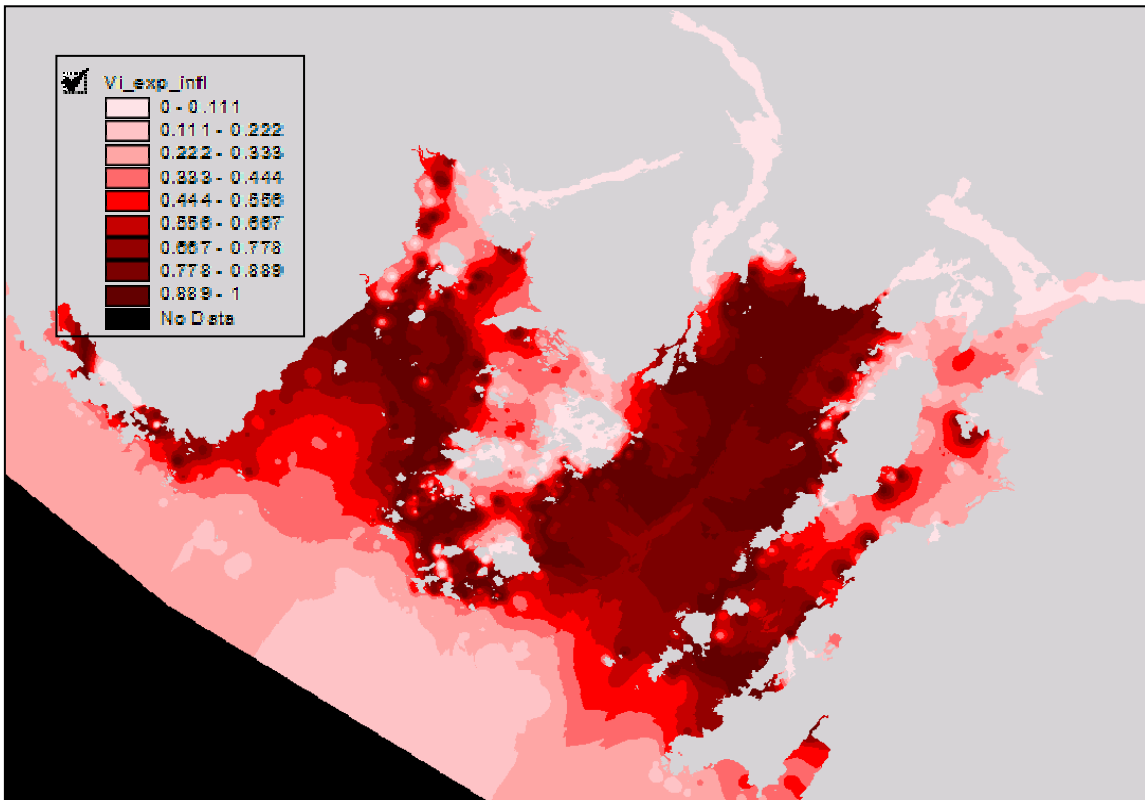 Vi_exp_infl
0 - 0.111
0.111 - 0.222
0.222 - 0.333
0.333 - 0.444
0.444 - 0.556
0.556 - 0.667
0.667 - 0.778
0.778 - 0.889
0.889 - 1
No Data